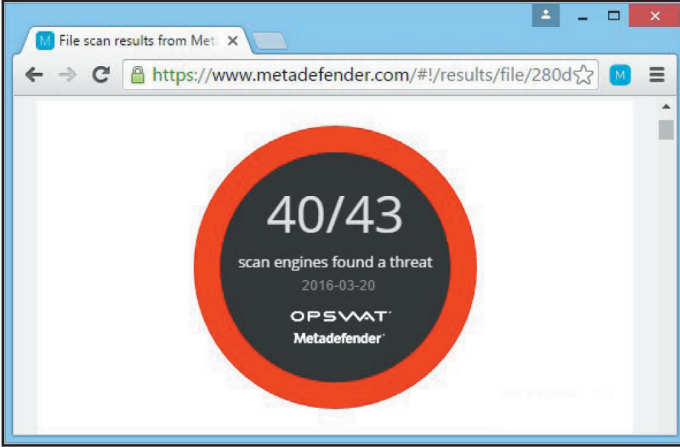 File scan results from Met
https://www.metadefender.com/#!/results/file/280d
40/43
scan engines found a threat
2016-03-20
OPSWAT
Metadefender